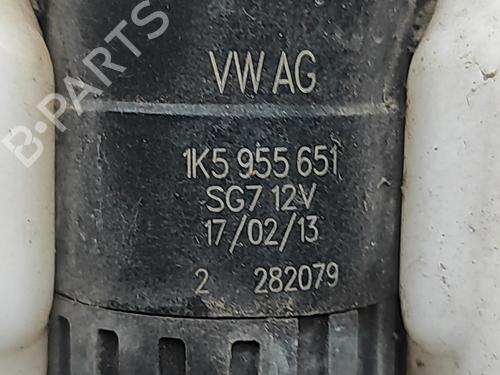 VW AG
1K5 955 651
SG7 12V
17/02/13
2 282079
B-PARTS